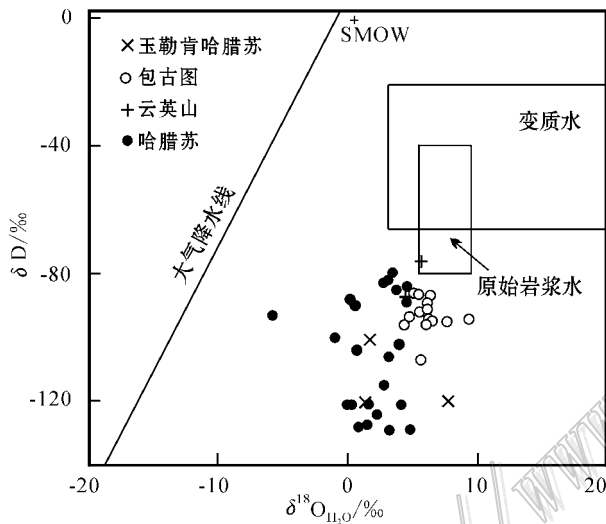 0
-40
-80
-120
-20
-10
0
10
20
δ D/‰
δ¹⁸O_H₂O/‰
+ SMOW
× 玉勒肯哈腊苏
○ 包古图
+ 云英山
● 哈腊苏
大气降水线
变质水
原始岩浆水
WWW